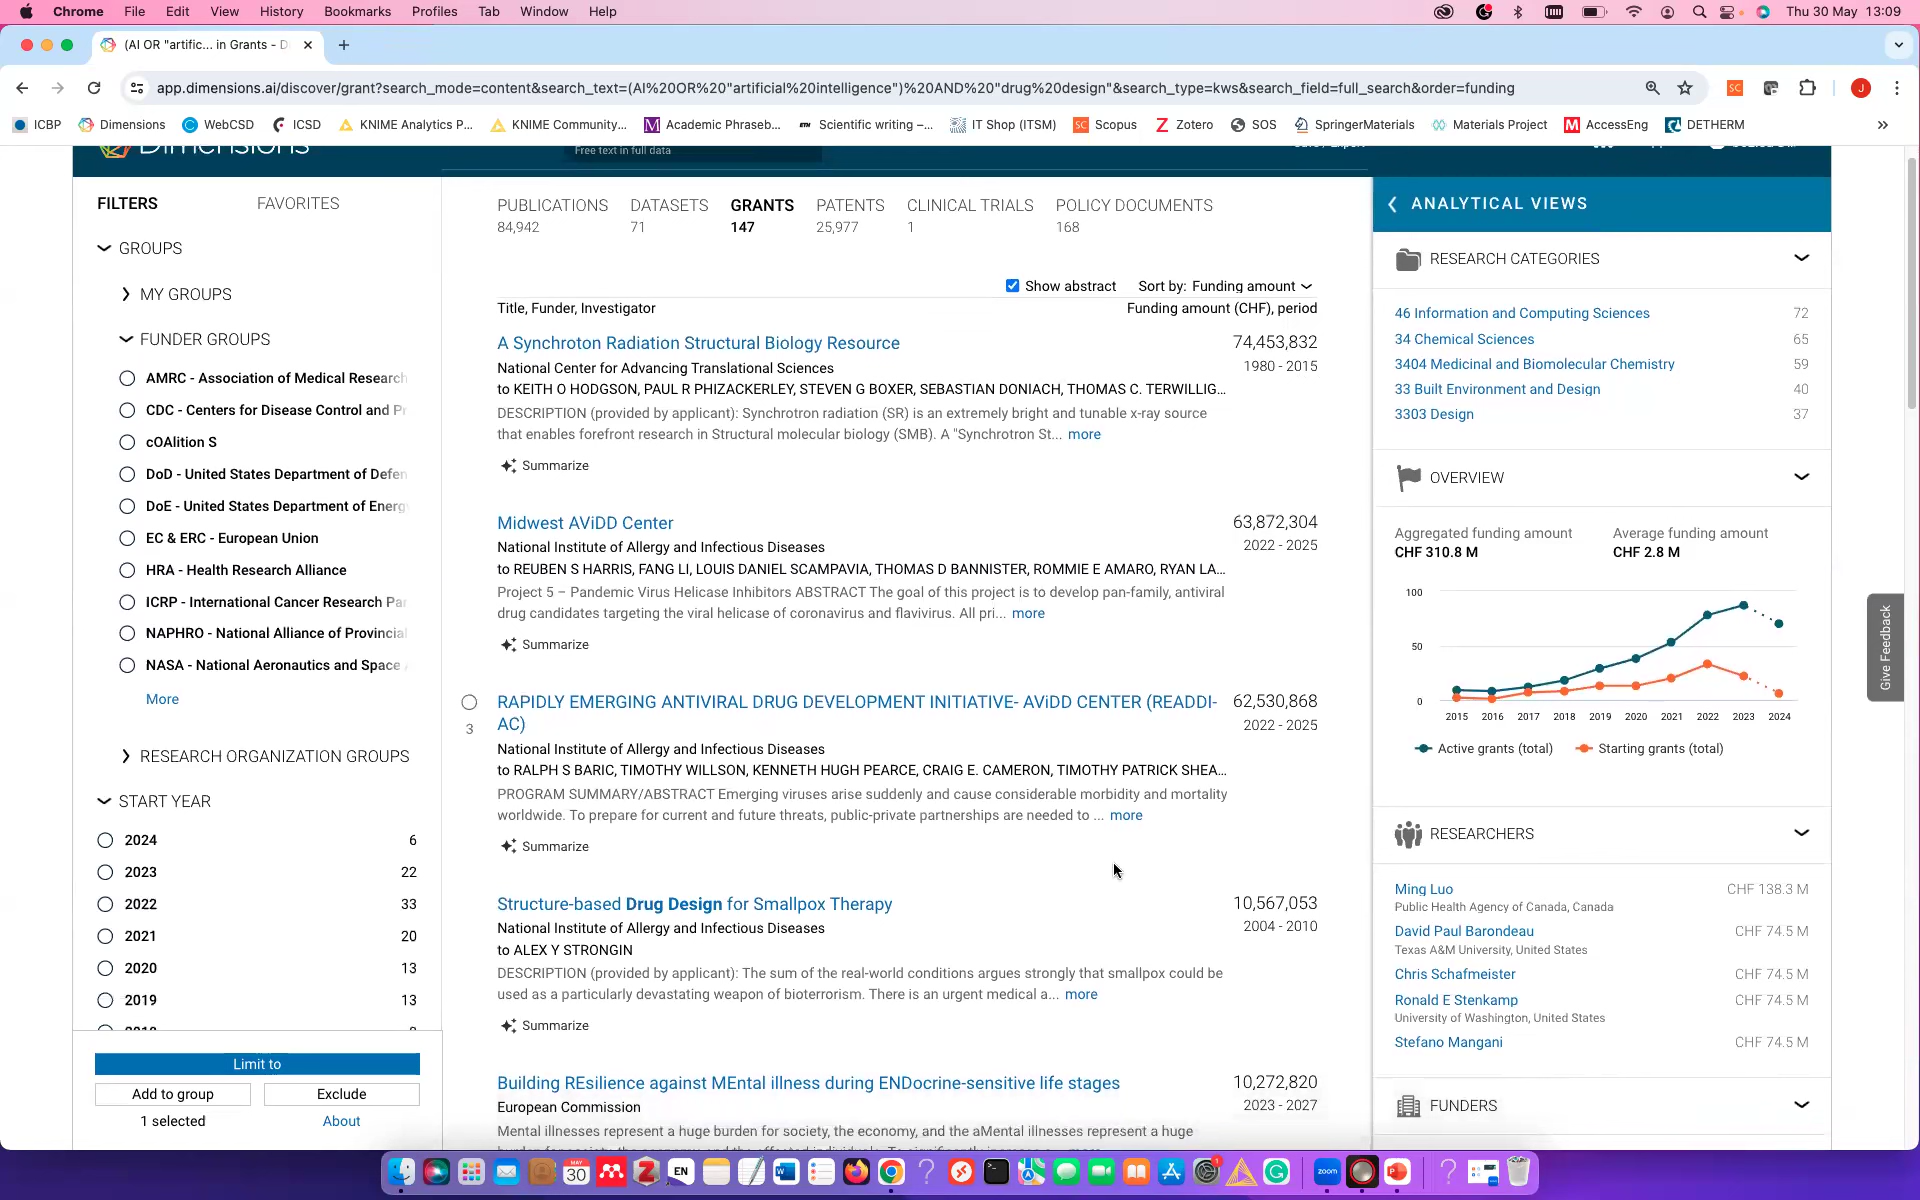 Chrome File Edit View History Bookmarks Profiles Tab Window Help Thu 30 May 13:09
(AI OR "artific... in Grants - D
app.dimensions.ai/discover/grant?search_mode=content&search_text=(AI%20OR%20"artificial%20intelligence")%20AND%20"drug%20design"&search_type=kws&search_field=full_search&order=funding
ICBP Dimensions WebCSD ICSD KNIME Analytics P... KNIME Community... Academic Phraseb... Scientific writing –... IT Shop (ITSM) Scopus Zotero SOS SpringerMaterials Materials Project AccessEng DETHERM
Dimensions
Free text in full data
FILTERS FAVORITES
GROUPS
MY GROUPS
FUNDER GROUPS
AMRC - Association of Medical Research
CDC - Centers for Disease Control and Pr
cOAlition S
DoD - United States Department of Defen
DoE - United States Department of Energy
EC & ERC - European Union
HRA - Health Research Alliance
ICRP - International Cancer Research Par
NAPHRO - National Alliance of Provincial
NASA - National Aeronautics and Space
More
RESEARCH ORGANIZATION GROUPS
START YEAR
2024 6
2023 22
2022 33
2021 20
2020 13
2019 13
Limit to
Add to group Exclude
1 selected About
PUBLICATIONS DATASETS GRANTS PATENTS CLINICAL TRIALS POLICY DOCUMENTS
84,942 71 147 25,977 1 168
Show abstract Sort by: Funding amount
Title, Funder, Investigator Funding amount (CHF), period
A Synchroton Radiation Structural Biology Resource 74,453,832
National Center for Advancing Translational Sciences 1980 - 2015
to KEITH O HODGSON, PAUL R PHIZACKERLEY, STEVEN G BOXER, SEBASTIAN DONIACH, THOMAS C. TERWILLIG...
DESCRIPTION (provided by applicant): Synchrotron radiation (SR) is an extremely bright and tunable x-ray source
that enables forefront research in Structural molecular biology (SMB). A "Synchrotron St... more
Summarize
Midwest AViDD Center 63,872,304
National Institute of Allergy and Infectious Diseases 2022 - 2025
to REUBEN S HARRIS, FANG LI, LOUIS DANIEL SCAMPAVIA, THOMAS D BANNISTER, ROMMIE E AMARO, RYAN LA...
Project 5 – Pandemic Virus Helicase Inhibitors ABSTRACT The goal of this project is to develop pan-family, antiviral
drug candidates targeting the viral helicase of coronavirus and flavivirus. All pri... more
Summarize
RAPIDLY EMERGING ANTIVIRAL DRUG DEVELOPMENT INITIATIVE- AViDD CENTER (READDI- 62,530,868
3 AC) 2022 - 2025
National Institute of Allergy and Infectious Diseases
to RALPH S BARIC, TIMOTHY WILLSON, KENNETH HUGH PEARCE, CRAIG E. CAMERON, TIMOTHY PATRICK SHEA...
PROGRAM SUMMARY/ABSTRACT Emerging viruses arise suddenly and cause considerable morbidity and mortality
worldwide. To prepare for current and future threats, public-private partnerships are needed to ... more
Summarize
Structure-based Drug Design for Smallpox Therapy 10,567,053
National Institute of Allergy and Infectious Diseases 2004 - 2010
to ALEX Y STRONGIN
DESCRIPTION (provided by applicant): The sum of the real-world conditions argues strongly that smallpox could be
used as a particularly devastating weapon of bioterrorism. There is an urgent medical a... more
Summarize
Building REsilience against MEntal illness during ENDocrine-sensitive life stages 10,272,820
European Commission 2023 - 2027
Mental illnesses represent a huge burden for society, the economy, and the aMental illnesses represent a huge
ANALYTICAL VIEWS
RESEARCH CATEGORIES
46 Information and Computing Sciences 72
34 Chemical Sciences 65
3404 Medicinal and Biomolecular Chemistry 59
33 Built Environment and Design 40
3303 Design 37
OVERVIEW
Aggregated funding amount Average funding amount
CHF 310.8 M CHF 2.8 M
100
50
0
2015 2016 2017 2018 2019 2020 2021 2022 2023 2024
Active grants (total) Starting grants (total)
RESEARCHERS
Ming Luo CHF 138.3 M
Public Health Agency of Canada, Canada
David Paul Barondeau CHF 74.5 M
Texas A&M University, United States
Chris Schafmeister CHF 74.5 M
Ronald E Stenkamp CHF 74.5 M
University of Washington, United States
Stefano Mangani CHF 74.5 M
FUNDERS
Give Feedback
MAY
30
EN
zoom